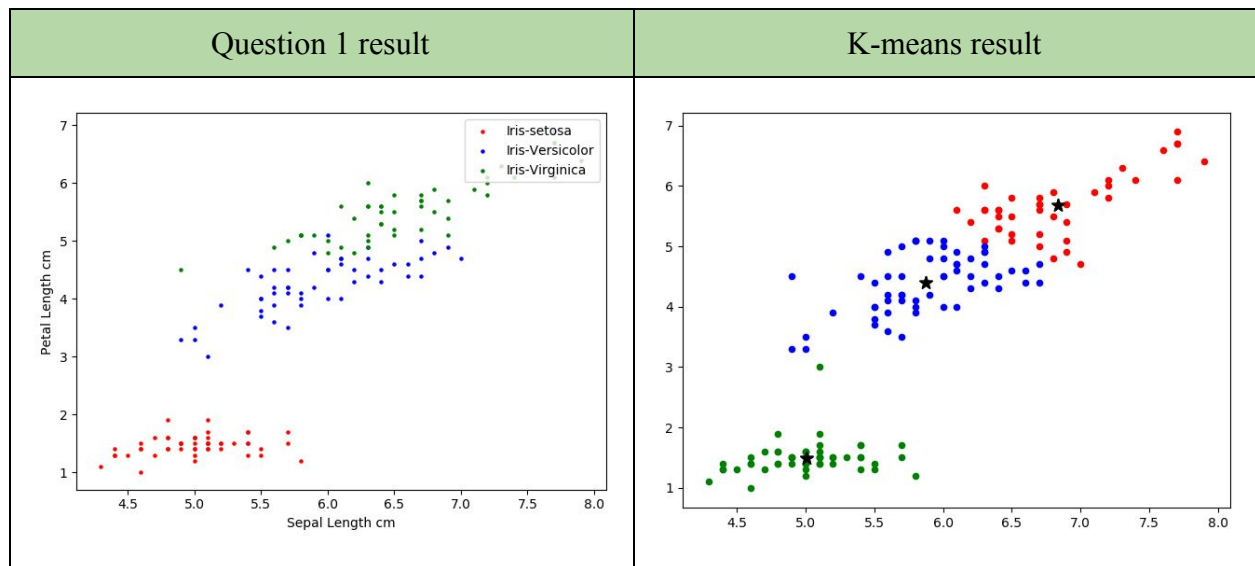 Question 1 result
K-means result
7
6
5
4
3
2
1
Petal Length cm
Iris-setosa
Iris-Versicolor
Iris-Virginica
4.5 5.0 5.5 6.0 6.5 7.0 7.5 8.0
Sepal Length cm
7
6
5
4
3
2
1
4.5 5.0 5.5 6.0 6.5 7.0 7.5 8.0